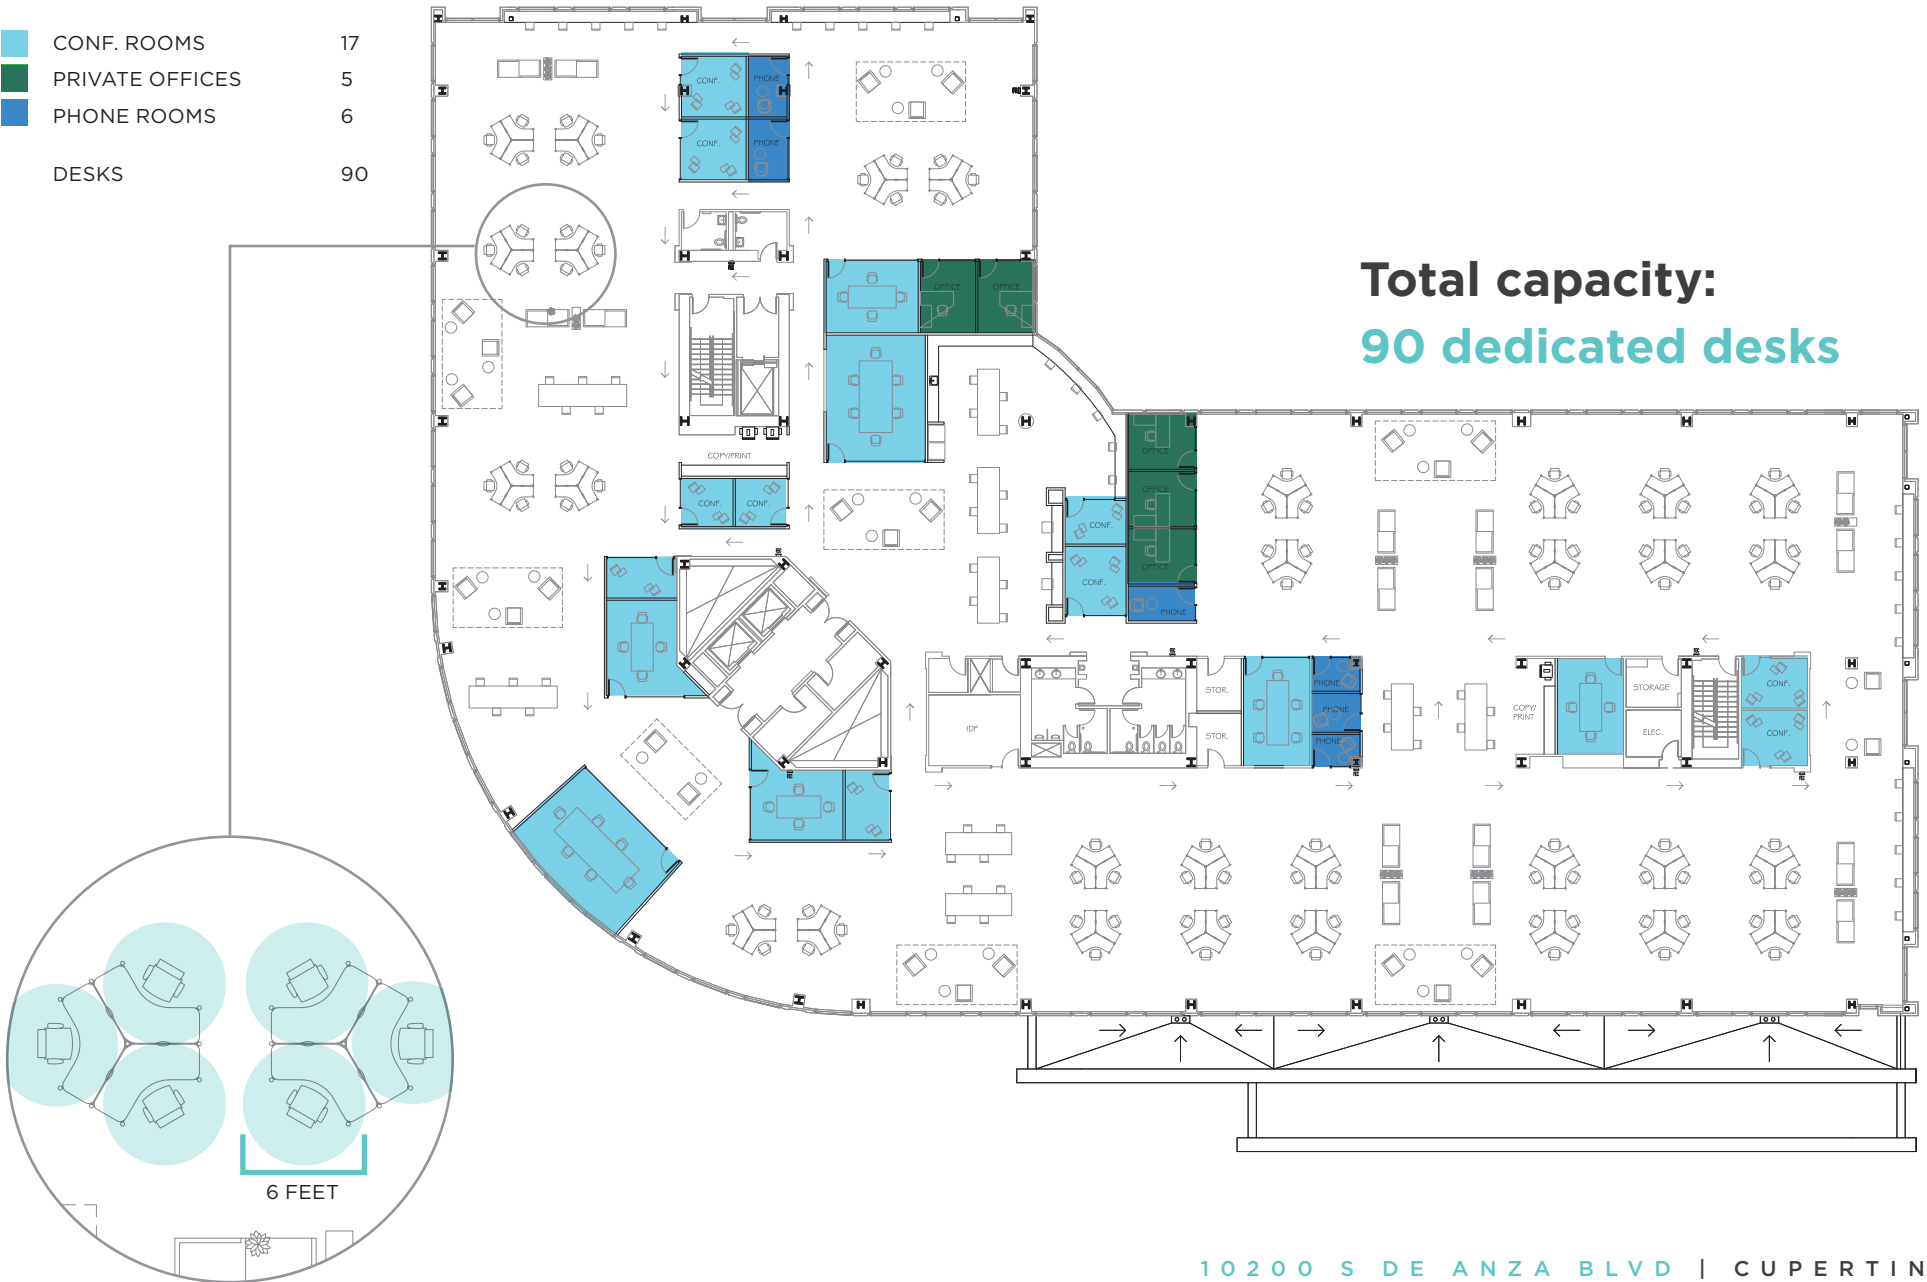 CONF. ROOMS 17
PRIVATE OFFICES 5
PHONE ROOMS 6
DESKS 90
Total capacity:
90 dedicated desks
CONF.
PHONE
CONF.
PHONE
OFFICE
OFFICE
COPY/PRINT
CONF.
CONF.
OFFICE
OFFICE
CONF.
OFFICE
CONF.
PHONE
IDF
STOR.
STOR.
PHONE
PHONE
PHONE
COPY/
PRINT
STORAGE
ELEC.
CONF.
CONF.
6 FEET
10200 S DE ANZA BLVD | CUPERTIN